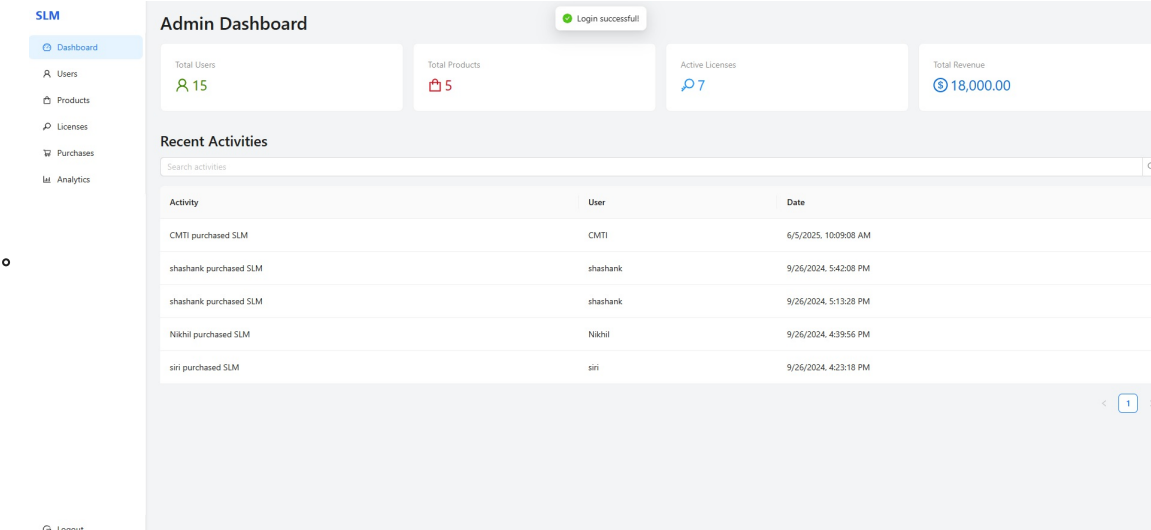 SLM
Dashboard
Users
Products
Licenses
Purchases
Analytics
Logout
Admin Dashboard
Login successful!
Total Users
15
Total Products
5
Active Licenses
7
Total Revenue
18,000.00
Recent Activities
Search activities
Activity User Date
CMTI purchased SLM CMTI 6/5/2025, 10:09:08 AM
shashank purchased SLM shashank 9/26/2024, 5:42:08 PM
shashank purchased SLM shashank 9/26/2024, 5:13:28 PM
Nikhil purchased SLM Nikhil 9/26/2024, 4:39:56 PM
siri purchased SLM siri 9/26/2024, 4:23:18 PM
< 1